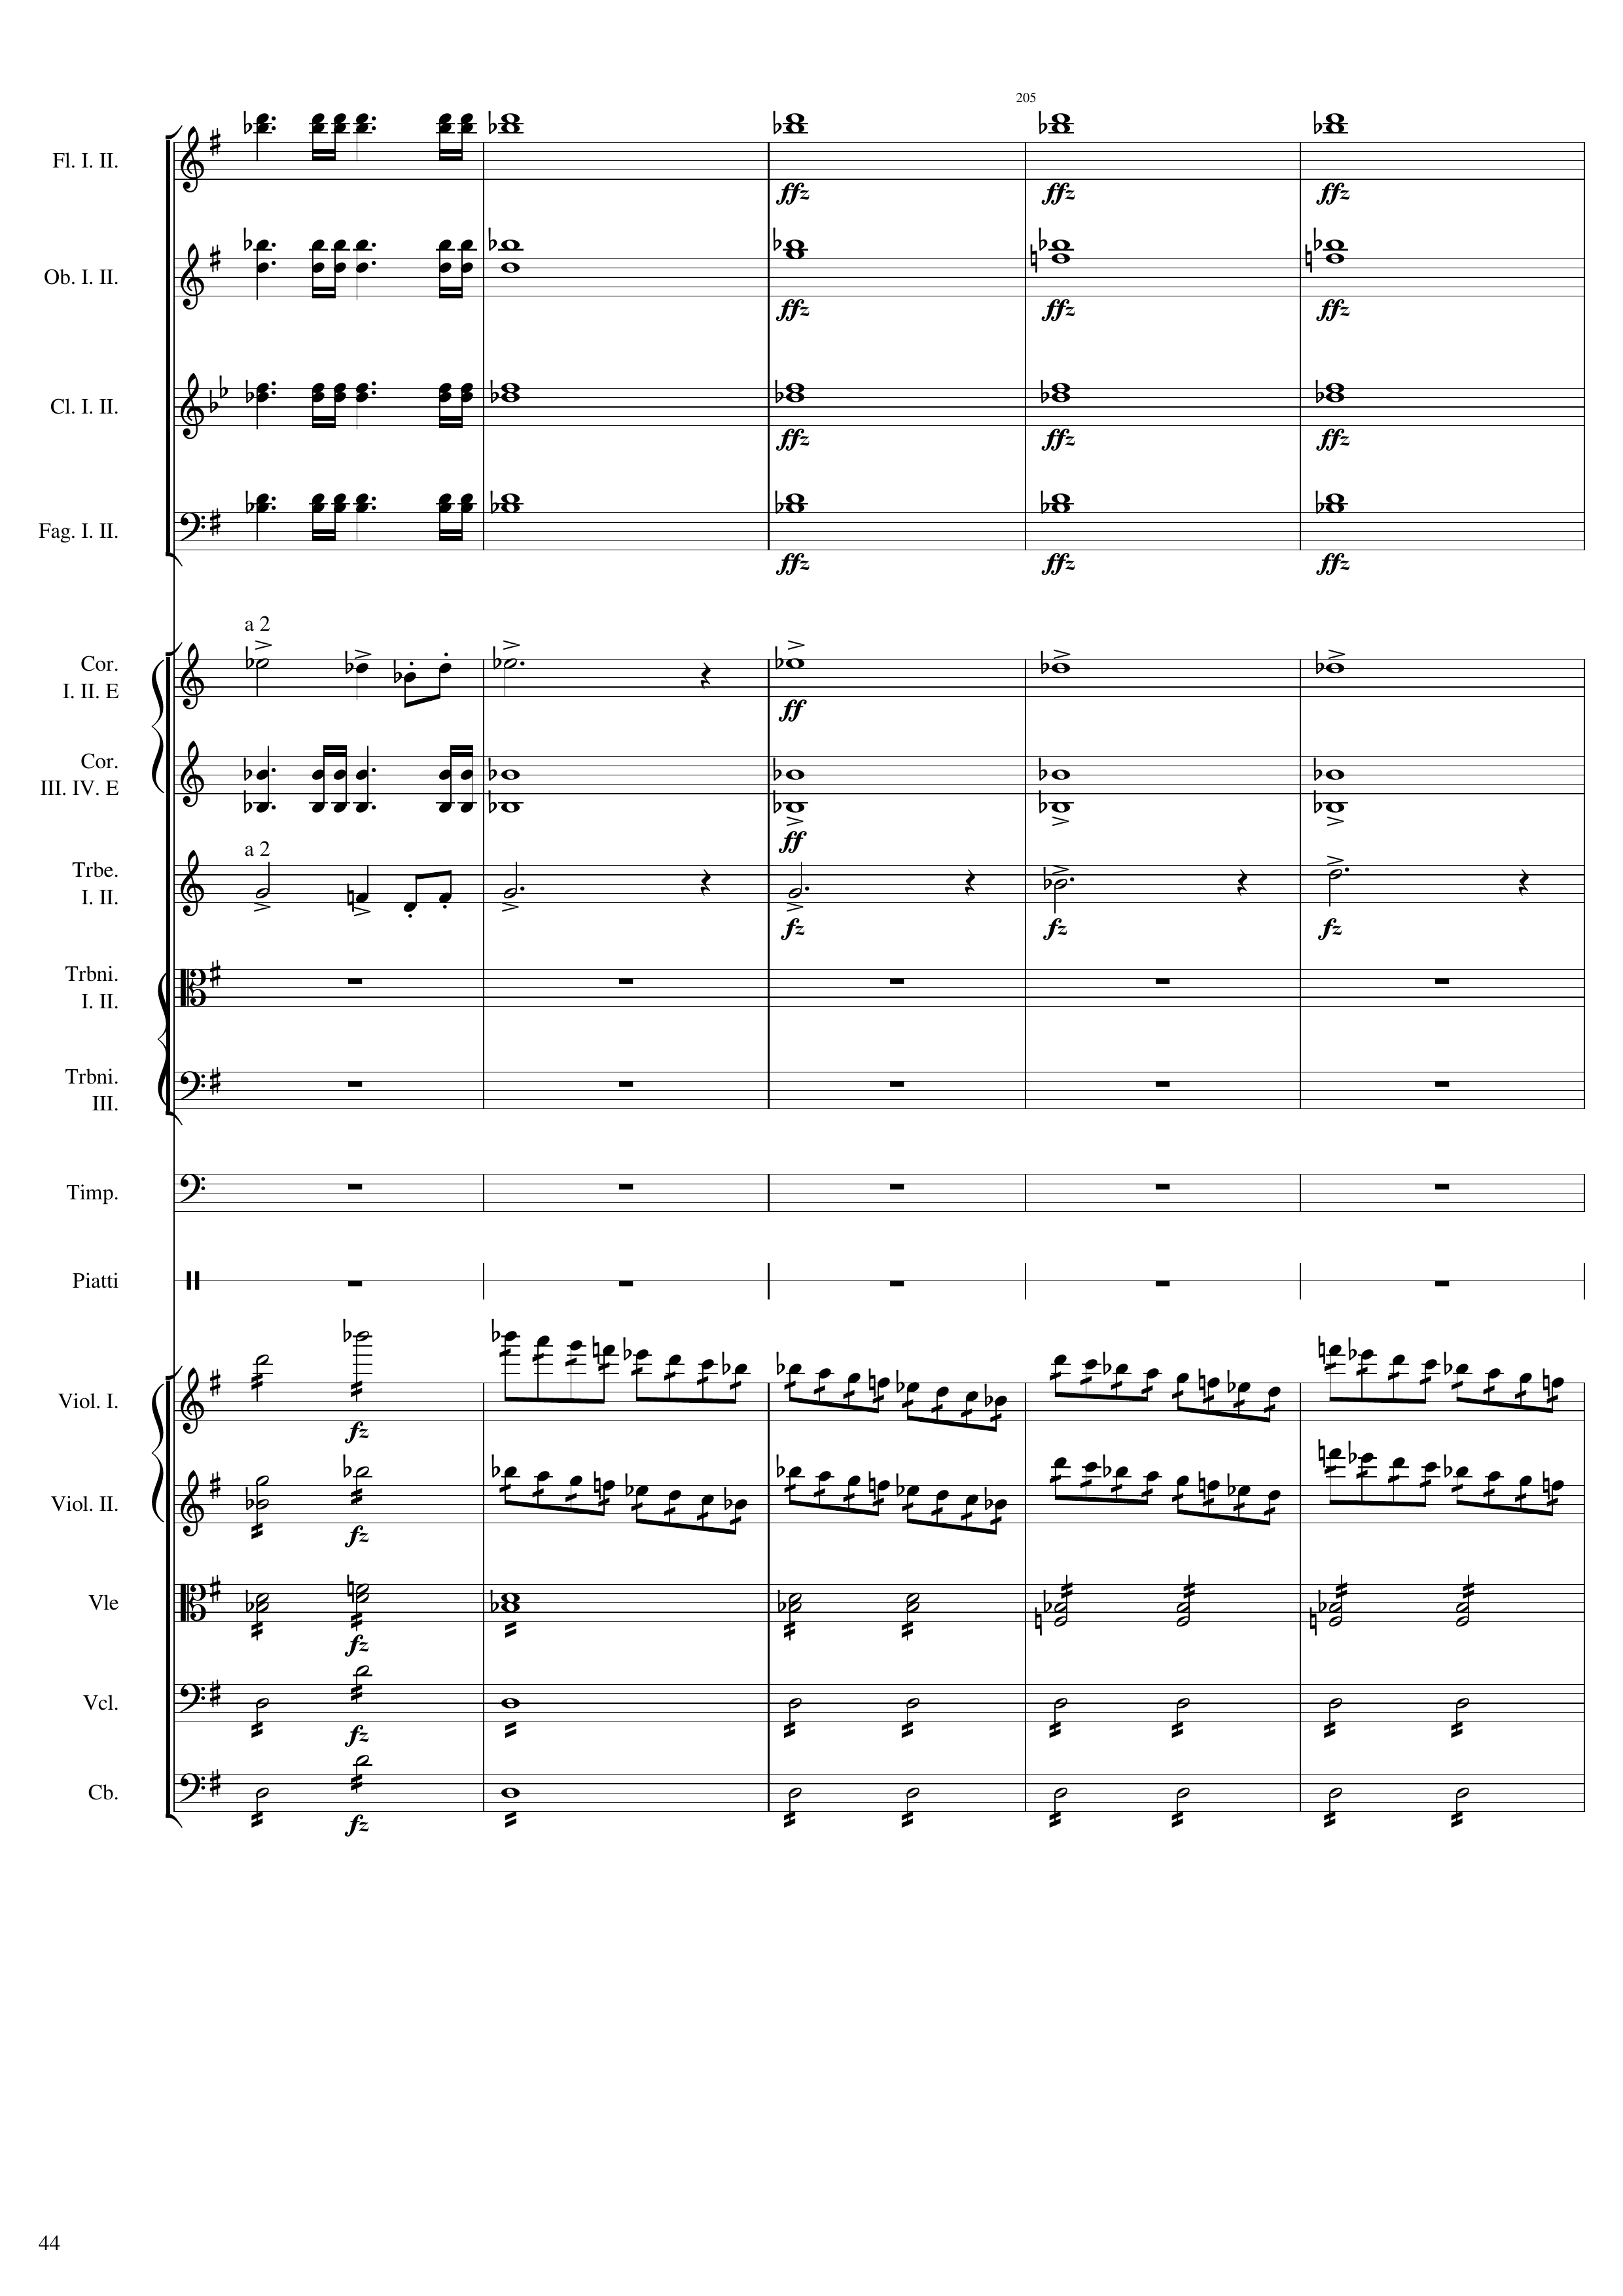 205
Fl. I. II.
ffz ffz ffz
Ob. I. II.
ffz ffz ffz
Cl. I. II.
ffz ffz ffz
Fag. I. II.
ffz ffz ffz
a 2
Cor.
I. II. E
ff
Cor.
III. IV. E
ff
a 2
Trbe.
I. II.
fz fz fz
Trbni.
I. II.
Trbni.
III.
Timp.
Piatti
Viol. I.
fz
Viol. II.
fz
Vle
fz
Vcl.
fz
Cb.
fz
44